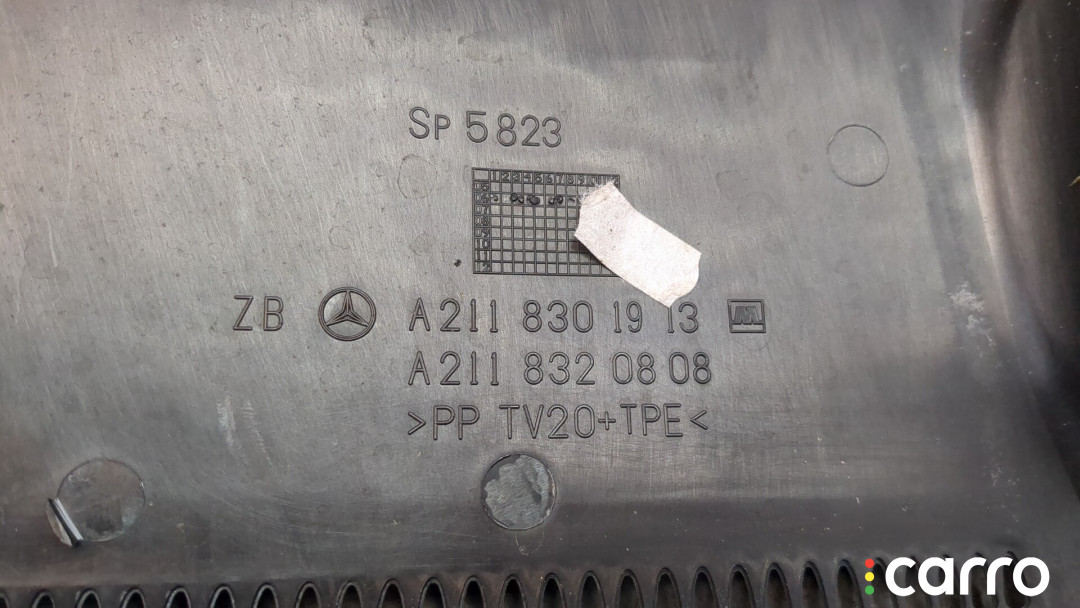 SP 5823
ZB A211 830 19 13
A211 832 08 08
>PP TV20+TPE<
carro